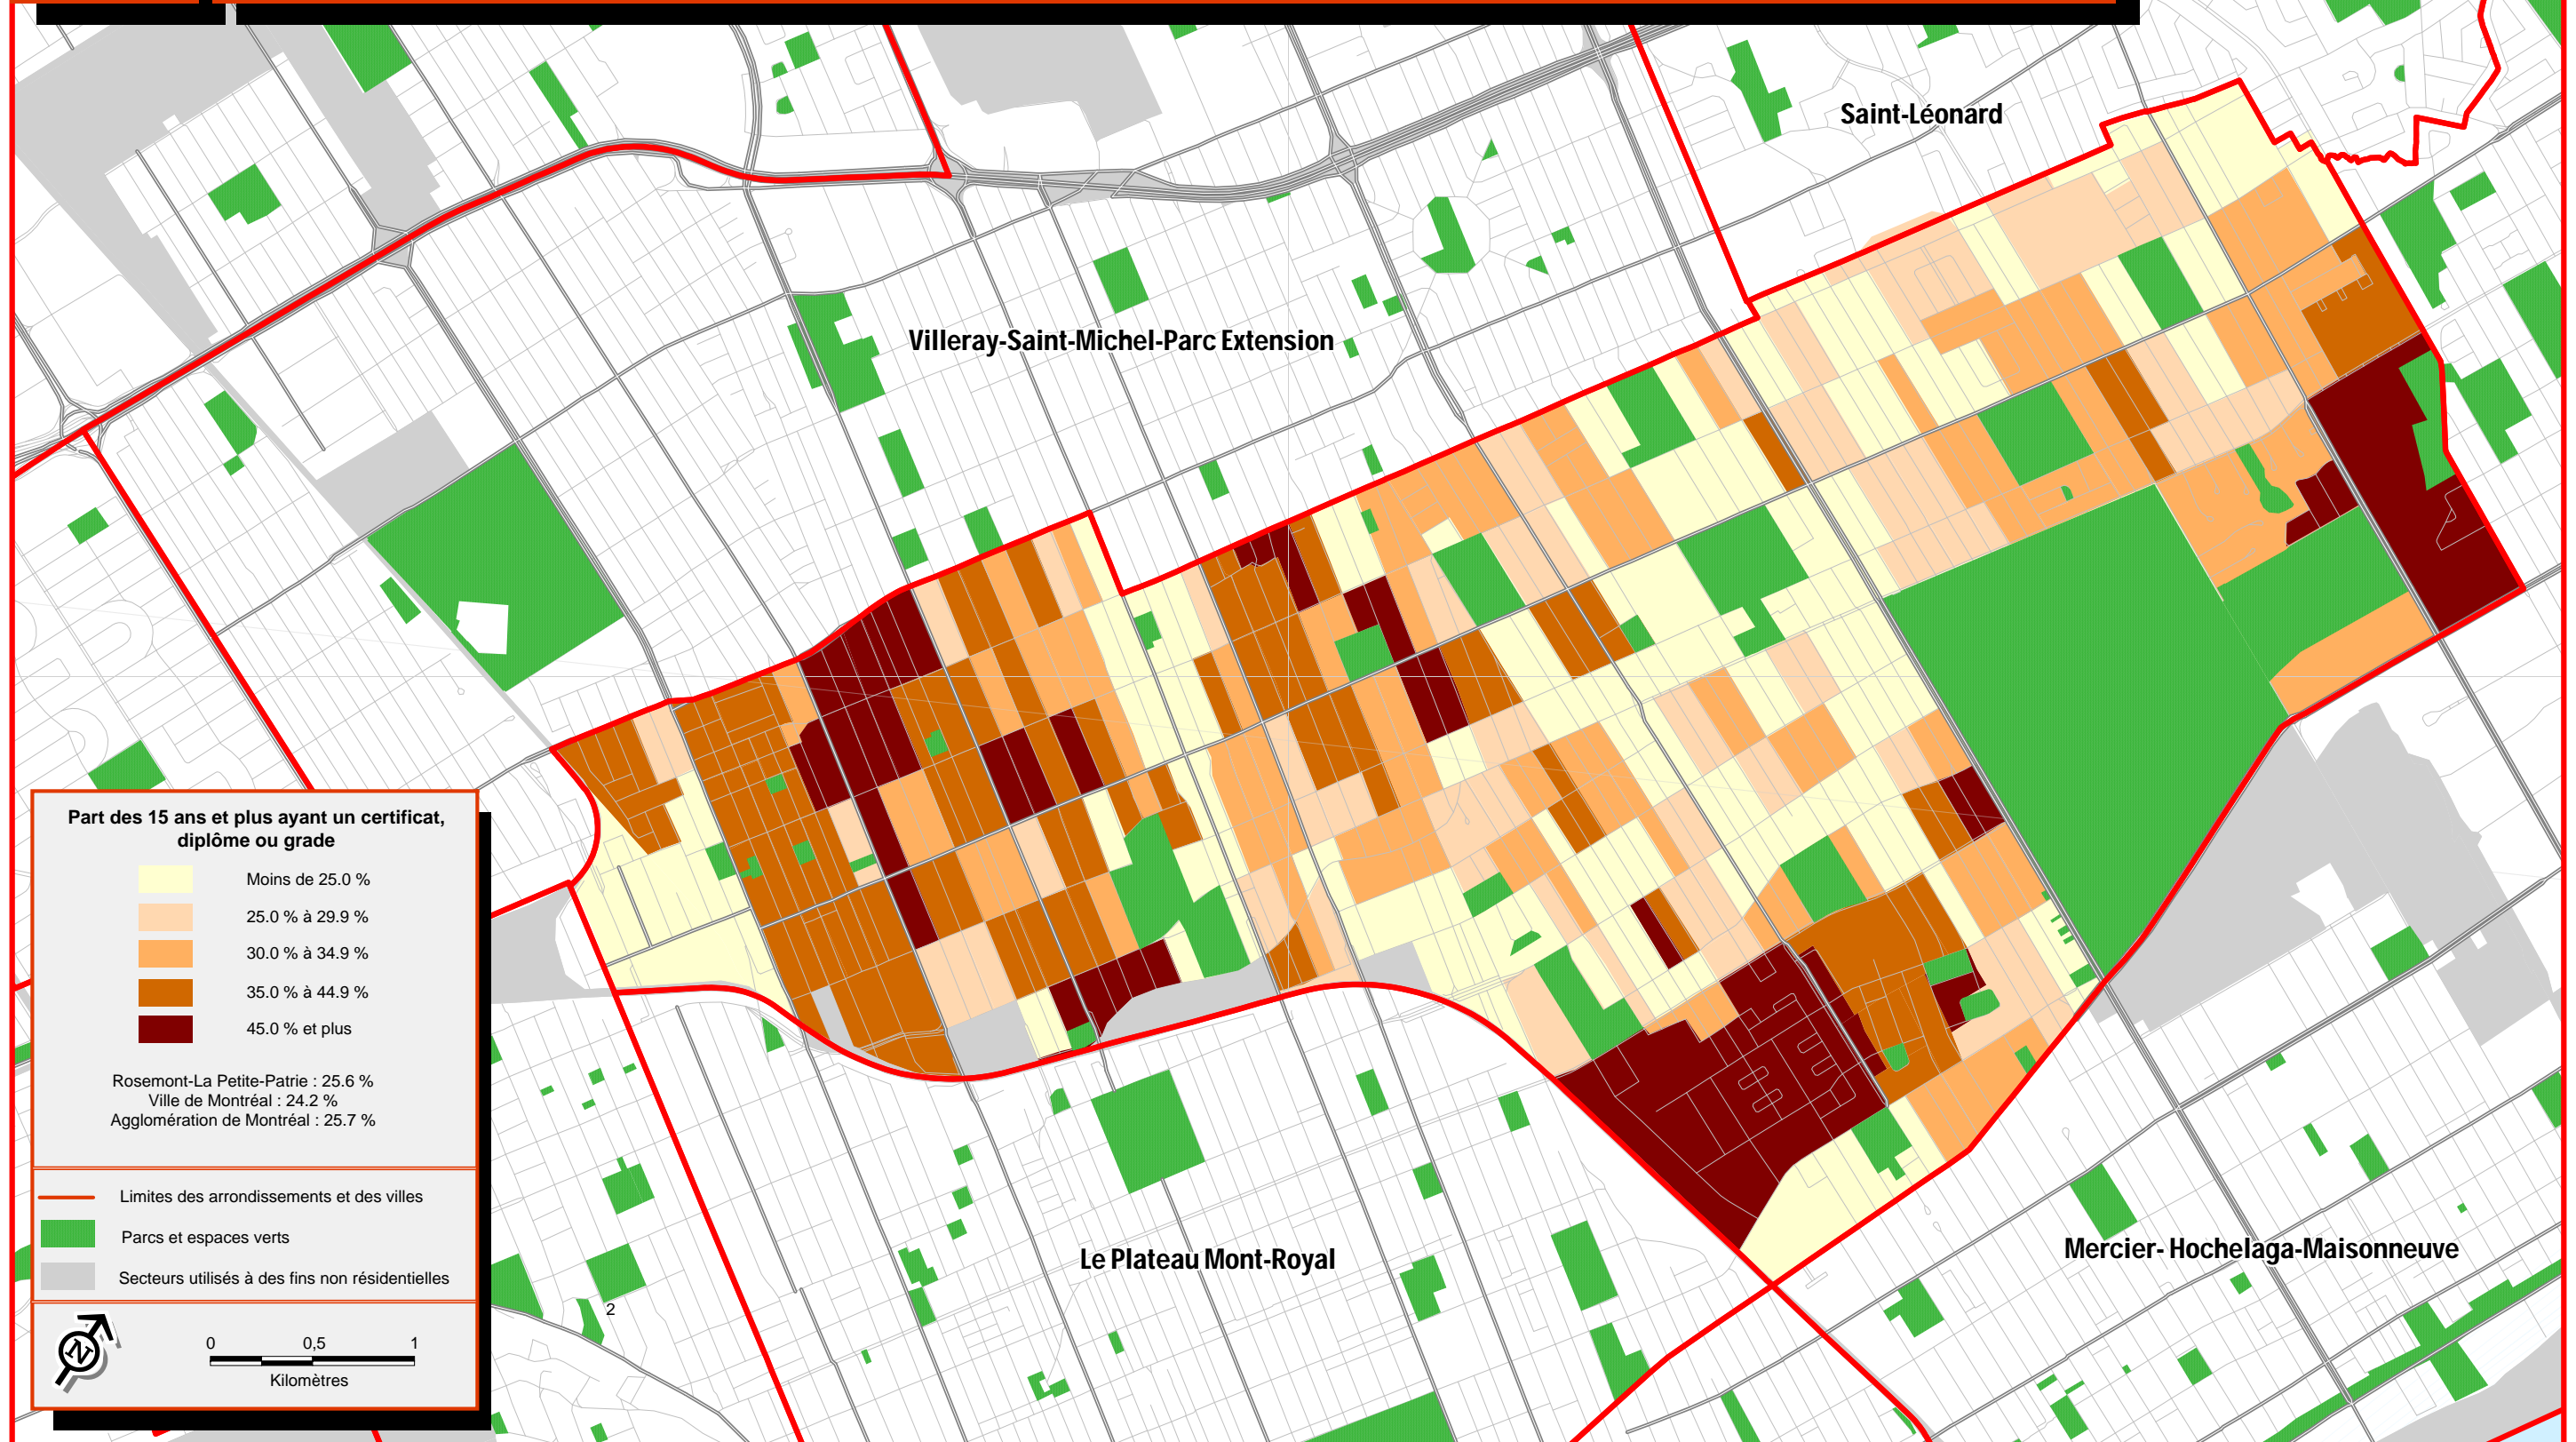 Saint-Léonard
Villeray-Saint-Michel-Parc Extension
Part des 15 ans et plus ayant un certificat,
diplôme ou grade
Moins de 25.0 %
25.0 % à 29.9 %
30.0 % à 34.9 %
35.0 % à 44.9 %
45.0 % et plus
Rosemont-La Petite-Patrie : 25.6 %
Ville de Montréal : 24.2 %
Agglomération de Montréal : 25.7 %
Limites des arrondissements et des villes
Parcs et espaces verts
Secteurs utilisés à des fins non résidentielles
N
0 0,5 1
Kilomètres
2
Le Plateau Mont-Royal
Mercier- Hochelaga-Maisonneuve